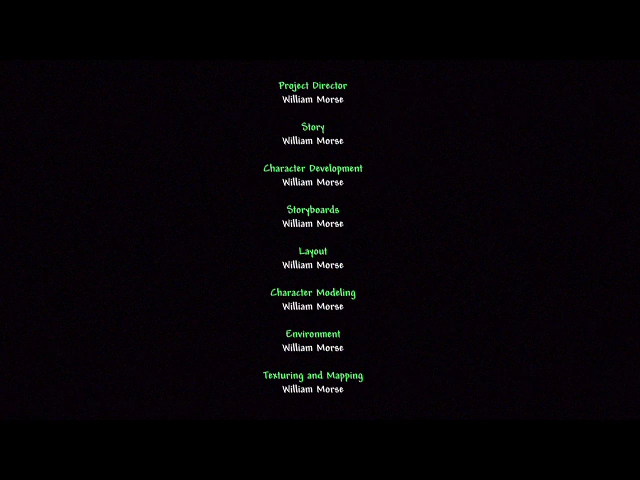 Project Director
William Morse
Story
William Morse
Character Development
William Morse
Storyboards
William Morse
Layout
William Morse
Character Modeling
William Morse
Environment
William Morse
Texturing and Mapping
William Morse